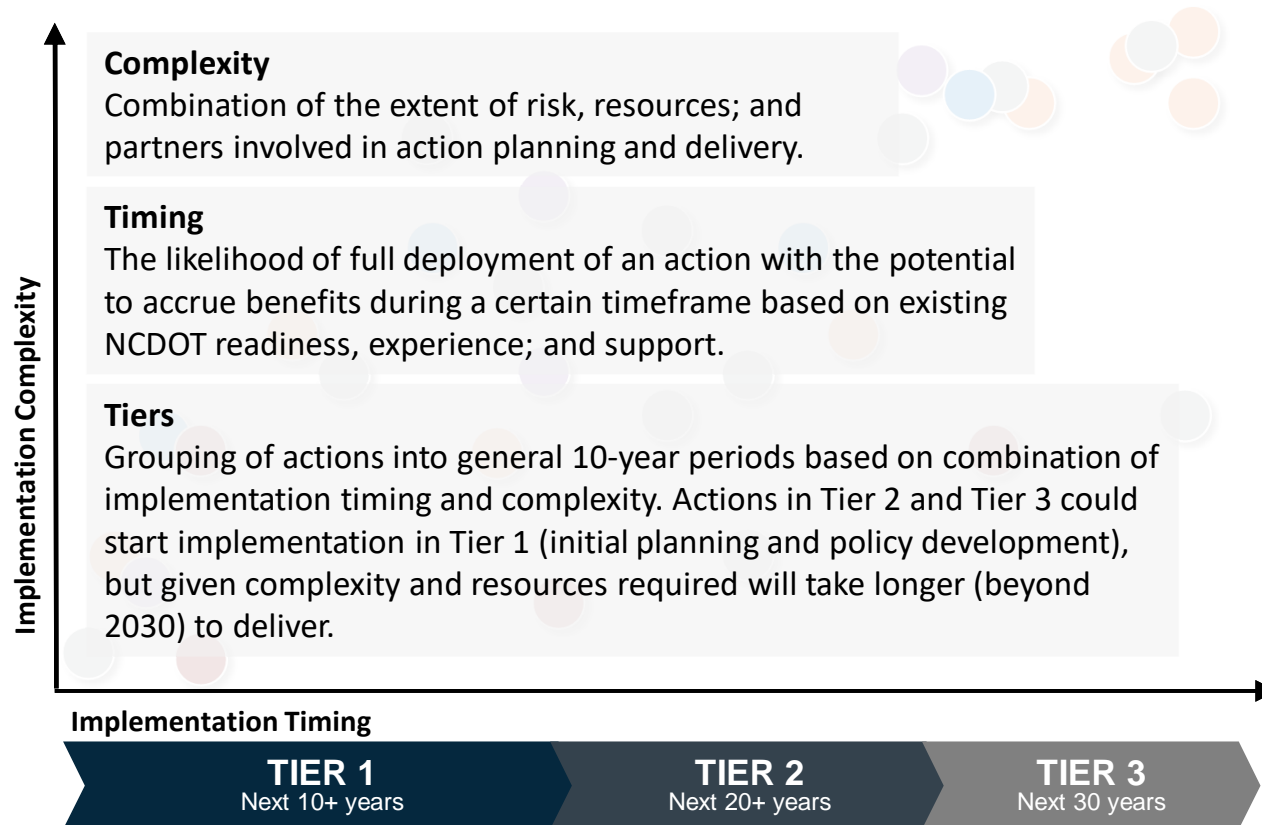 Complexity
Combination of the extent of risk, resources; and
partners involved in action planning and delivery.
Timing
The likelihood of full deployment of an action with the potential
to accrue benefits during a certain timeframe based on existing
NCDOT readiness, experience; and support.
Tiers
Grouping of actions into general 10-year periods based on combination of
implementation timing and complexity. Actions in Tier 2 and Tier 3 could
start implementation in Tier 1 (initial planning and policy development),
but given complexity and resources required will take longer (beyond
2030) to deliver.
Implementation Complexity
Implementation Timing
TIER 1
Next 10+ years
TIER 2
Next 20+ years
TIER 3
Next 30 years